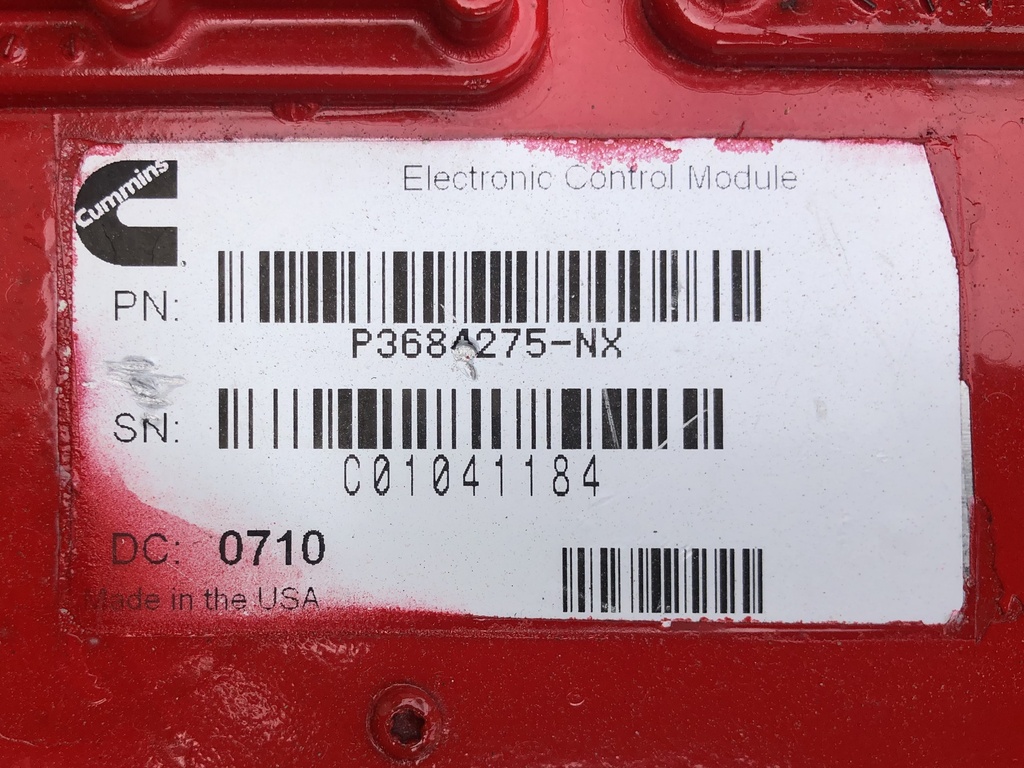 Cummins
Electronic Control Module
PN:
P3684275-NX
SN:
C01041184
DC: 0710
Made in the USA